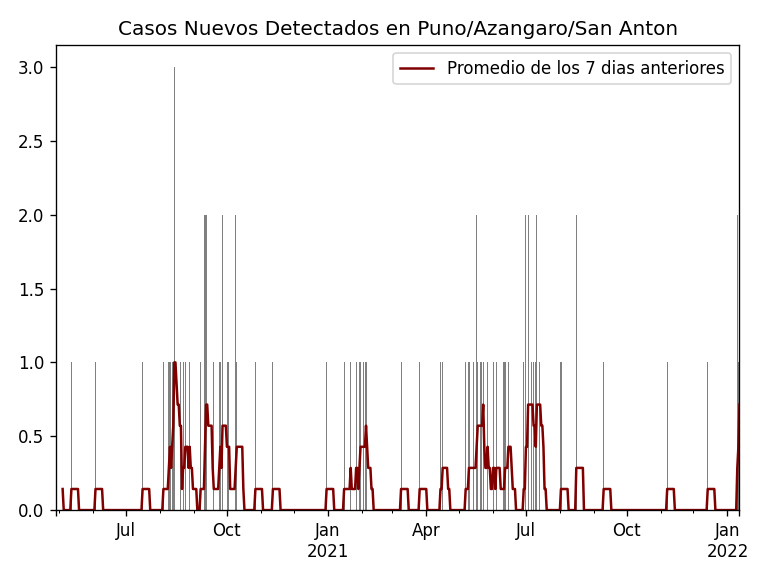 Casos Nuevos Detectados en Puno/Azangaro/San Anton
Promedio de los 7 dias anteriores
3.0
2.5
2.0
1.5
1.0
0.5
0.0
Jul Oct Jan Apr Jul Oct Jan
2021 2022